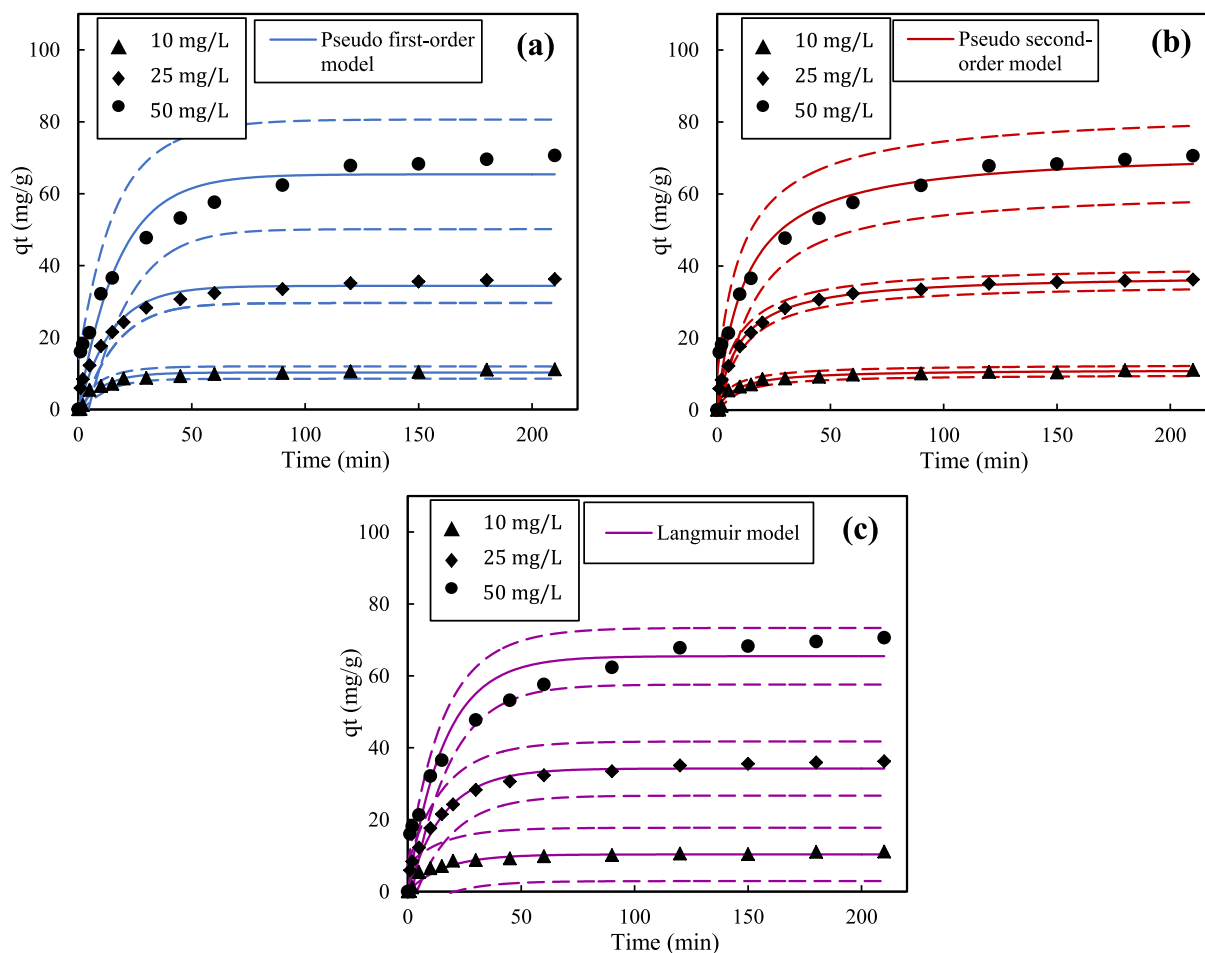 100
80
60
40
20
0
qt (mg/g)
10 mg/L
25 mg/L
50 mg/L
Pseudo first-order
model
(a)
0
50
100
150
200
Time (min)
100
80
60
40
20
0
qt (mg/g)
10 mg/L
25 mg/L
50 mg/L
Pseudo second-
order model
(b)
0
50
100
150
200
Time (min)
100
80
60
40
20
0
qt (mg/g)
10 mg/L
25 mg/L
50 mg/L
Langmuir model
(c)
0
50
100
150
200
Time (min)